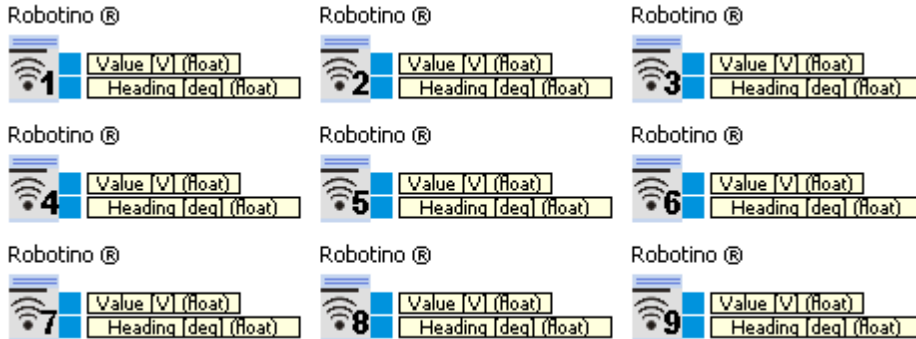 Robotino ® Robotino ® Robotino ®
1 Value [V] (float) 2 Value [V] (float) 3 Value [V] (float)
Heading [deg] (float) Heading [deg] (float) Heading [deg] (float)
Robotino ® Robotino ® Robotino ®
4 Value [V] (float) 5 Value [V] (float) 6 Value [V] (float)
Heading [deg] (float) Heading [deg] (float) Heading [deg] (float)
Robotino ® Robotino ® Robotino ®
7 Value [V] (float) 8 Value [V] (float) 9 Value [V] (float)
Heading [deg] (float) Heading [deg] (float) Heading [deg] (float)